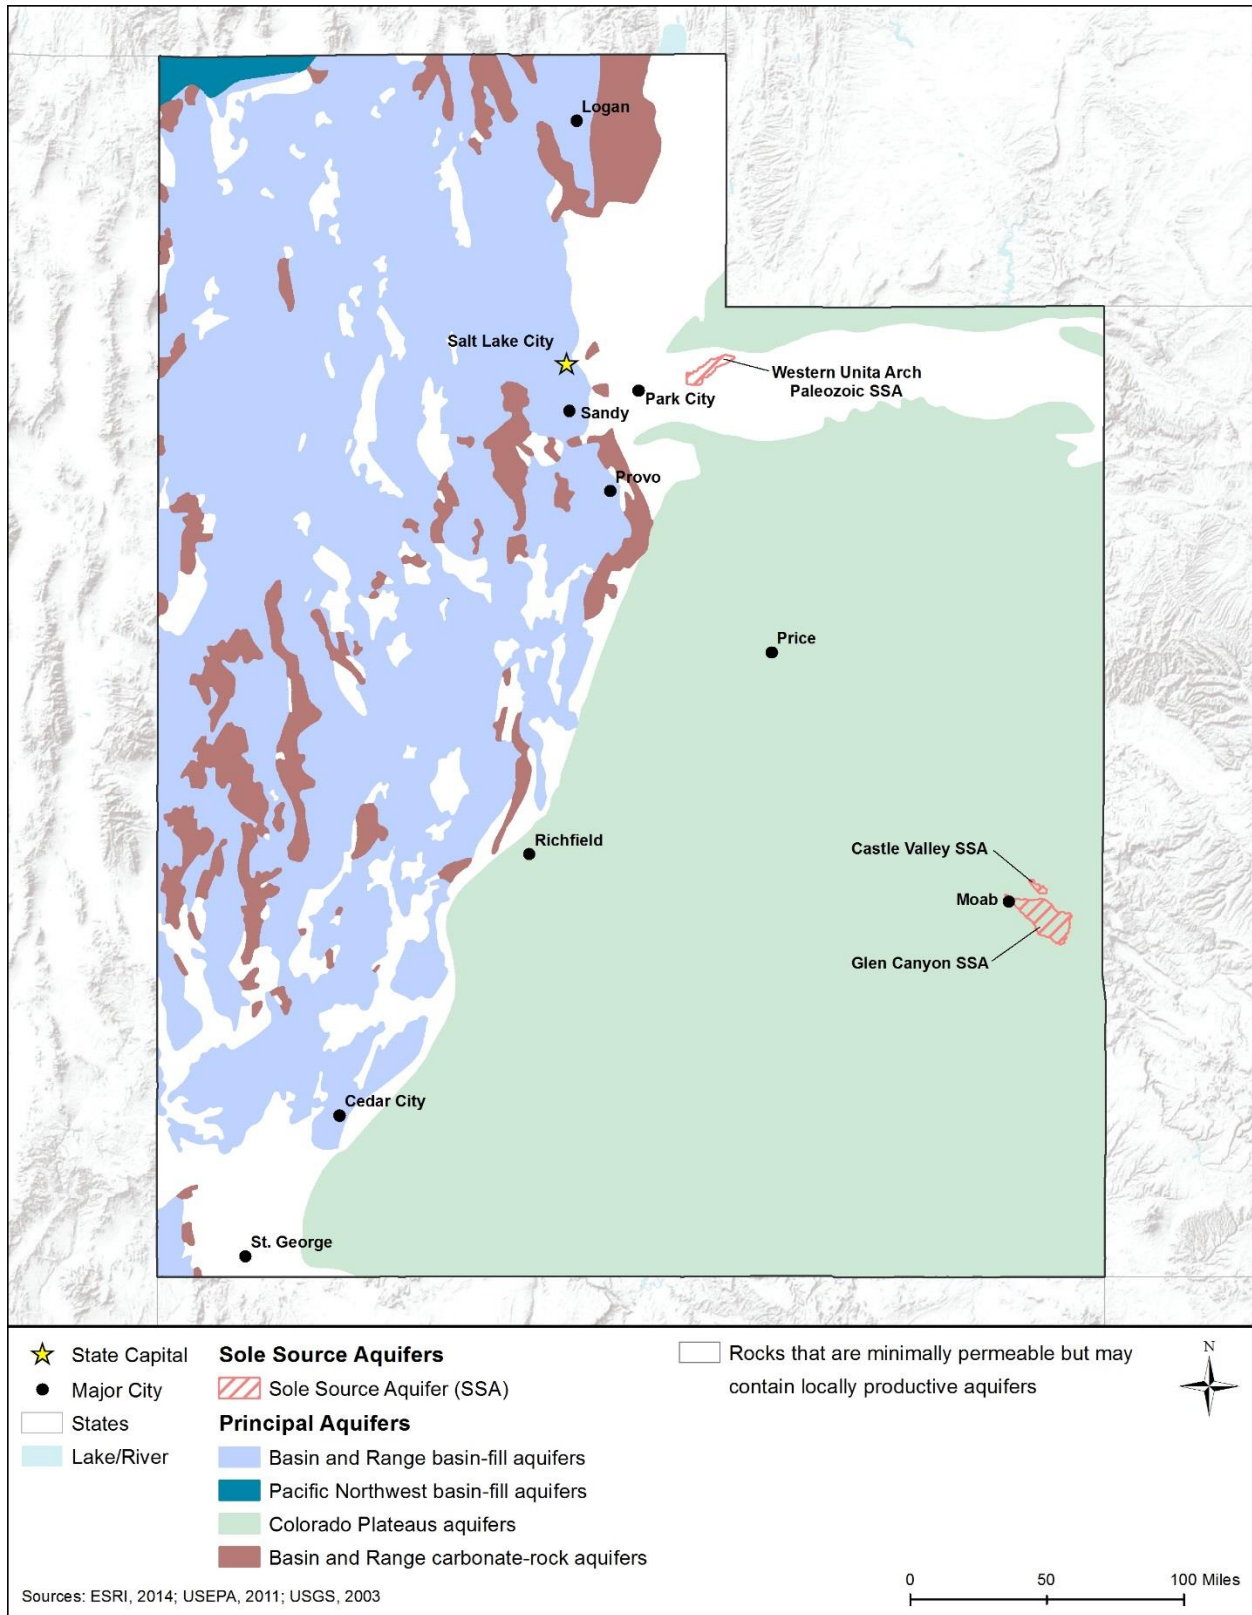 Logan
Salt Lake City
Western Unita Arch
Paleozoic SSA
Park City
Sandy
Provo
Price
Richfield
Castle Valley SSA
Moab
Glen Canyon SSA
Cedar City
St. George
State Capital
Major City
States
Lake/River
Sole Source Aquifers
Sole Source Aquifer (SSA)
Principal Aquifers
Basin and Range basin-fill aquifers
Pacific Northwest basin-fill aquifers
Colorado Plateaus aquifers
Basin and Range carbonate-rock aquifers
Rocks that are minimally permeable but may
contain locally productive aquifers
N
Sources: ESRI, 2014; USEPA, 2011; USGS, 2003
0 50 100 Miles